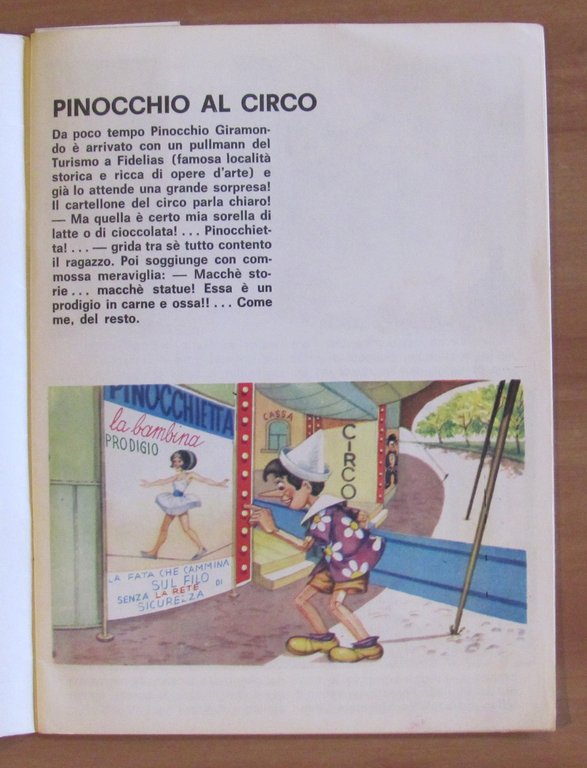 PINOCCHIO AL CIRCO
Da poco tempo Pinocchio Giramon-
do è arrivato con un pullmann del
Turismo a Fidelias (famosa località
storica e ricca di opere d'arte) e
già lo attende una grande sorpresa!
Il cartellone del circo parla chiaro!
— Ma quella è certo mia sorella di
latte o di cioccolata!... Pinocchiet-
ta!... — grida tra sè tutto contento
il ragazzo. Poi soggiunge con com-
mossa meraviglia: — Macchè sto-
rie... macchè statue! Essa è un
prodigio in carne e ossa!!... Come
me, del resto.
PINOCCHIETTA
la bambina
PRODIGIO
LA FATA CHE CAMMINA
SUL FILO
SENZA LA RETE DI
SICUREZZA
CASSA
CIRCO